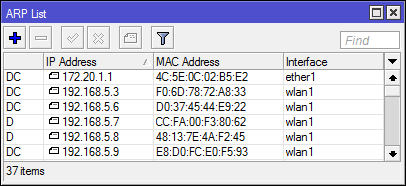 ARP List
Find
IP Address / MAC Address Interface
DC 172.20.1.1 4C:5E:0C:02:B5:E2 ether1
DC 192.168.5.3 F0:6D:78:72:A8:33 wlan1
DC 192.168.5.6 D0:37:45:44:E9:22 wlan1
D 192.168.5.7 CC:FA:00:F3:80:62 wlan1
D 192.168.5.8 48:13:7E:4A:F2:45 wlan1
DC 192.168.5.9 E8:D0:FC:E0:F5:93 wlan1
37 items